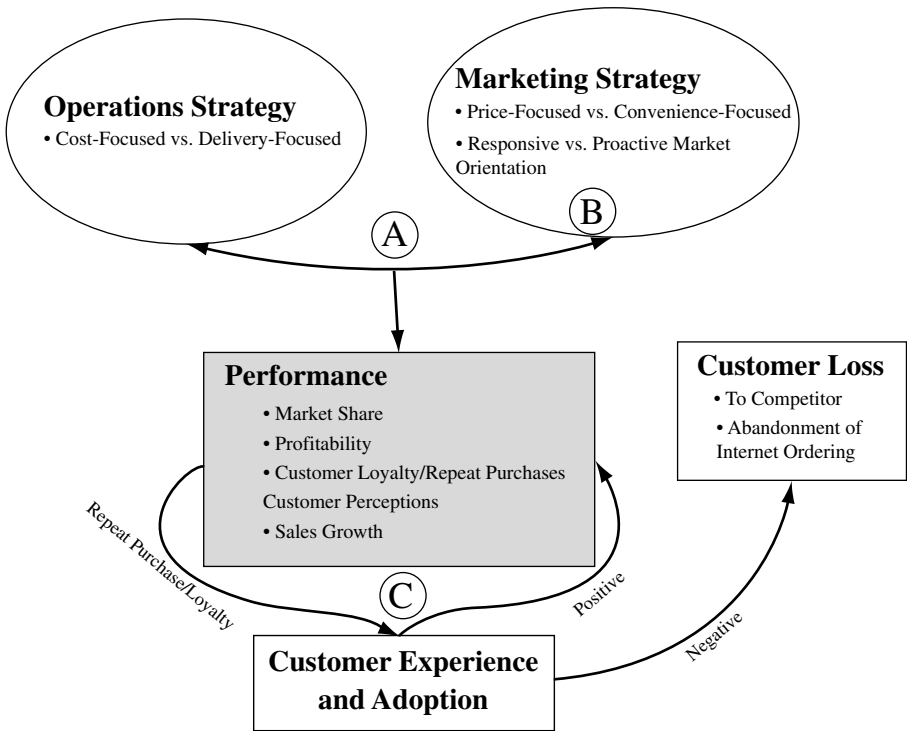 Operations Strategy
• Cost-Focused vs. Delivery-Focused
Marketing Strategy
• Price-Focused vs. Convenience-Focused
• Responsive vs. Proactive Market
Orientation
A
B
Performance
• Market Share
• Profitability
• Customer Loyalty/Repeat Purchases
Customer Perceptions
• Sales Growth
Customer Loss
• To Competitor
• Abandonment of
Internet Ordering
Repeat Purchase/Loyalty
C
Positive
Negative
Customer Experience
and Adoption